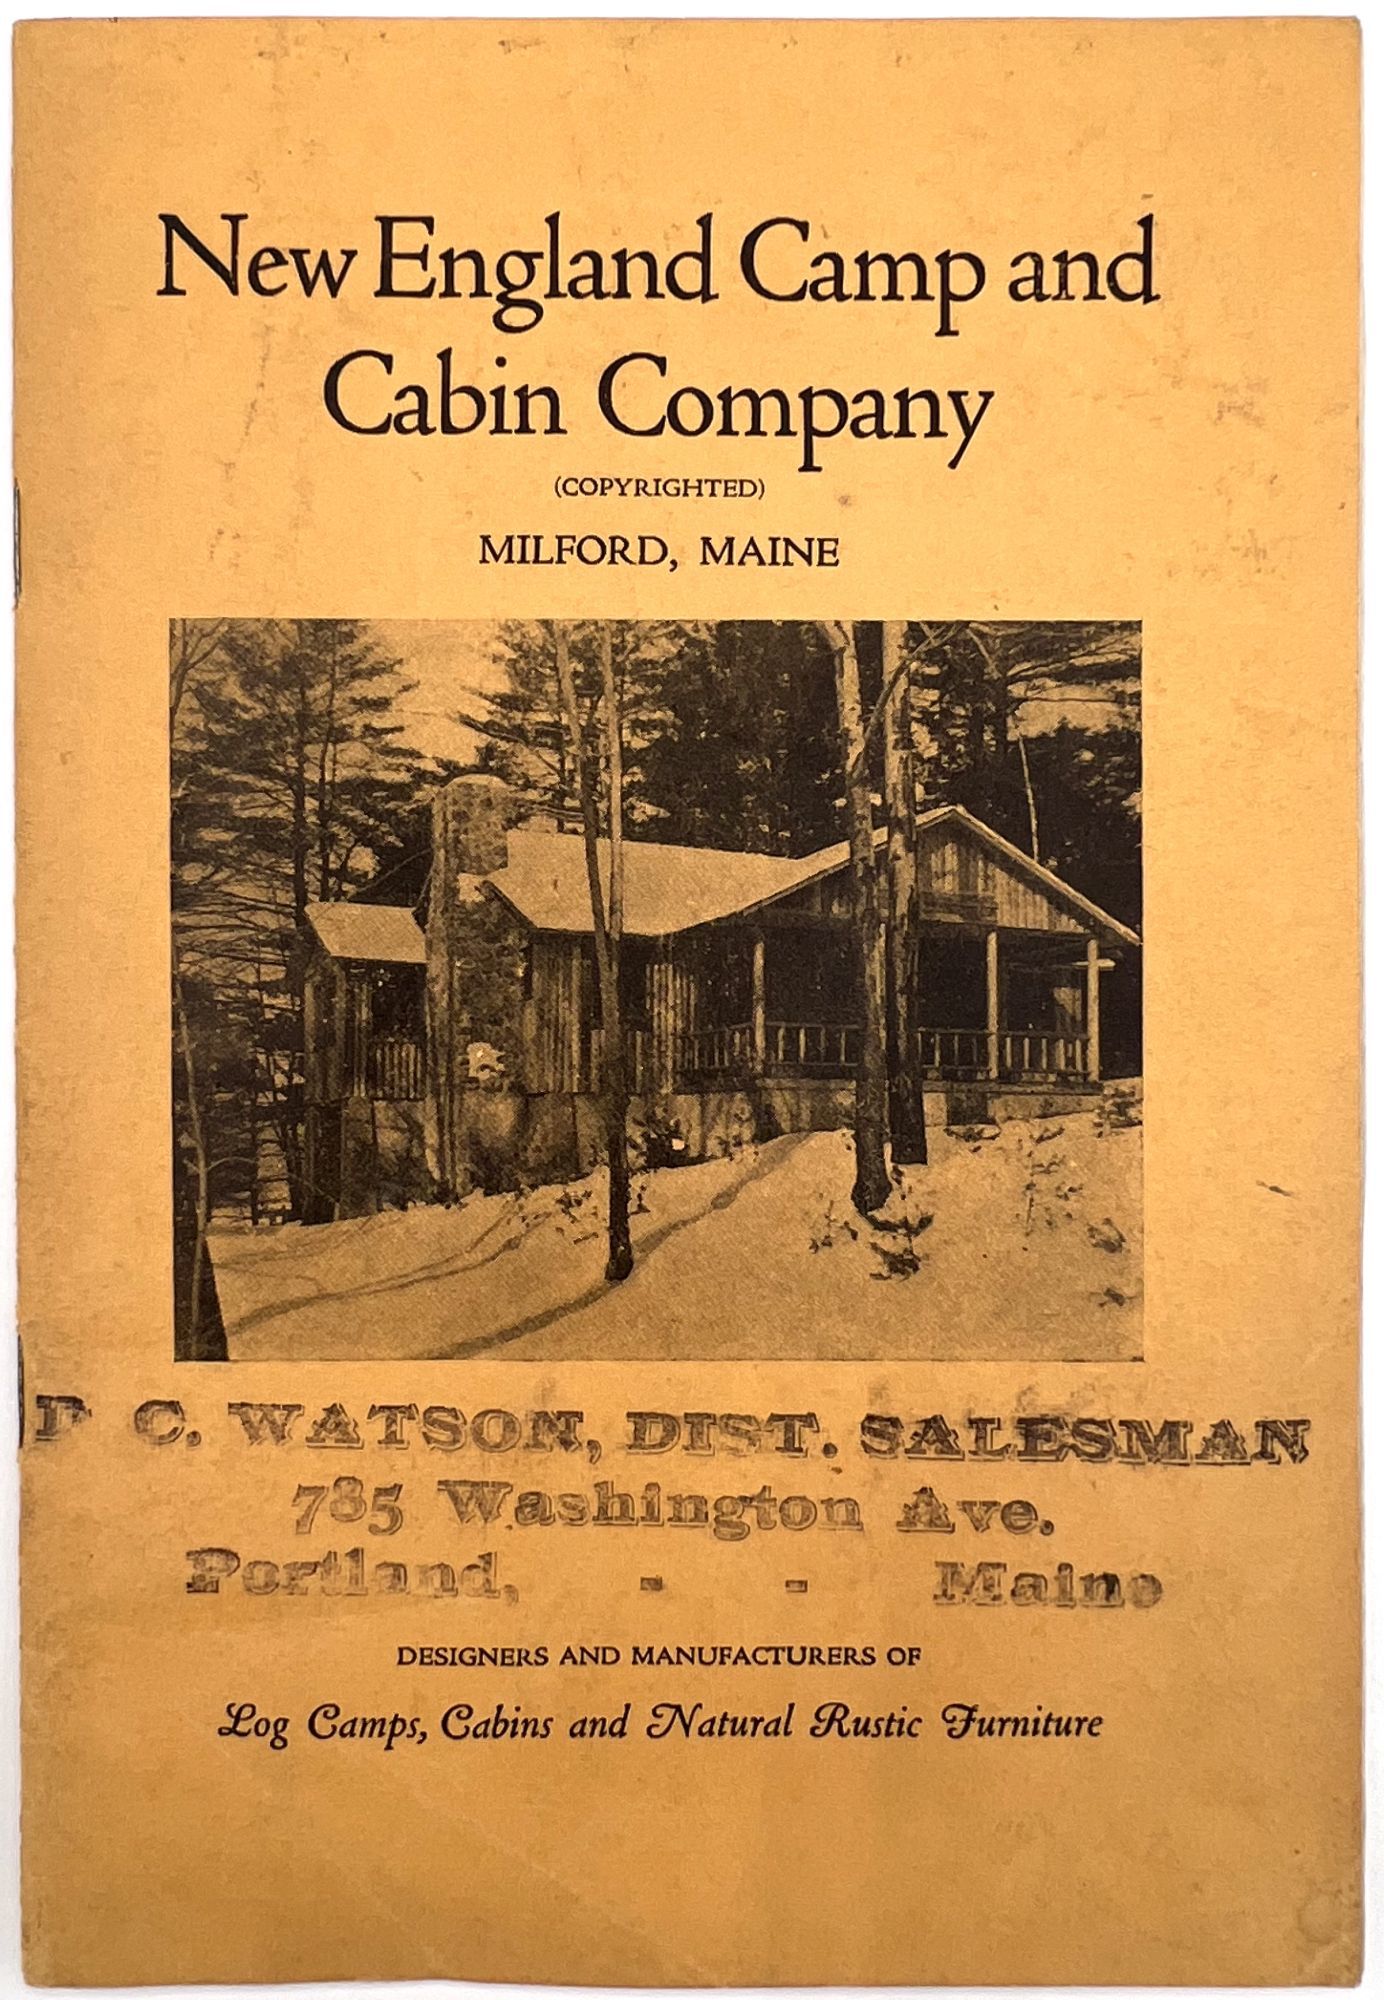 New England Camp and
Cabin Company
(COPYRIGHTED)
MILFORD, MAINE
C. WATSON, DIST. SALESMAN
785 Washington Ave.
Portland, - - Maine
DESIGNERS AND MANUFACTURERS OF
Log Camps, Cabins and Natural Rustic Furniture